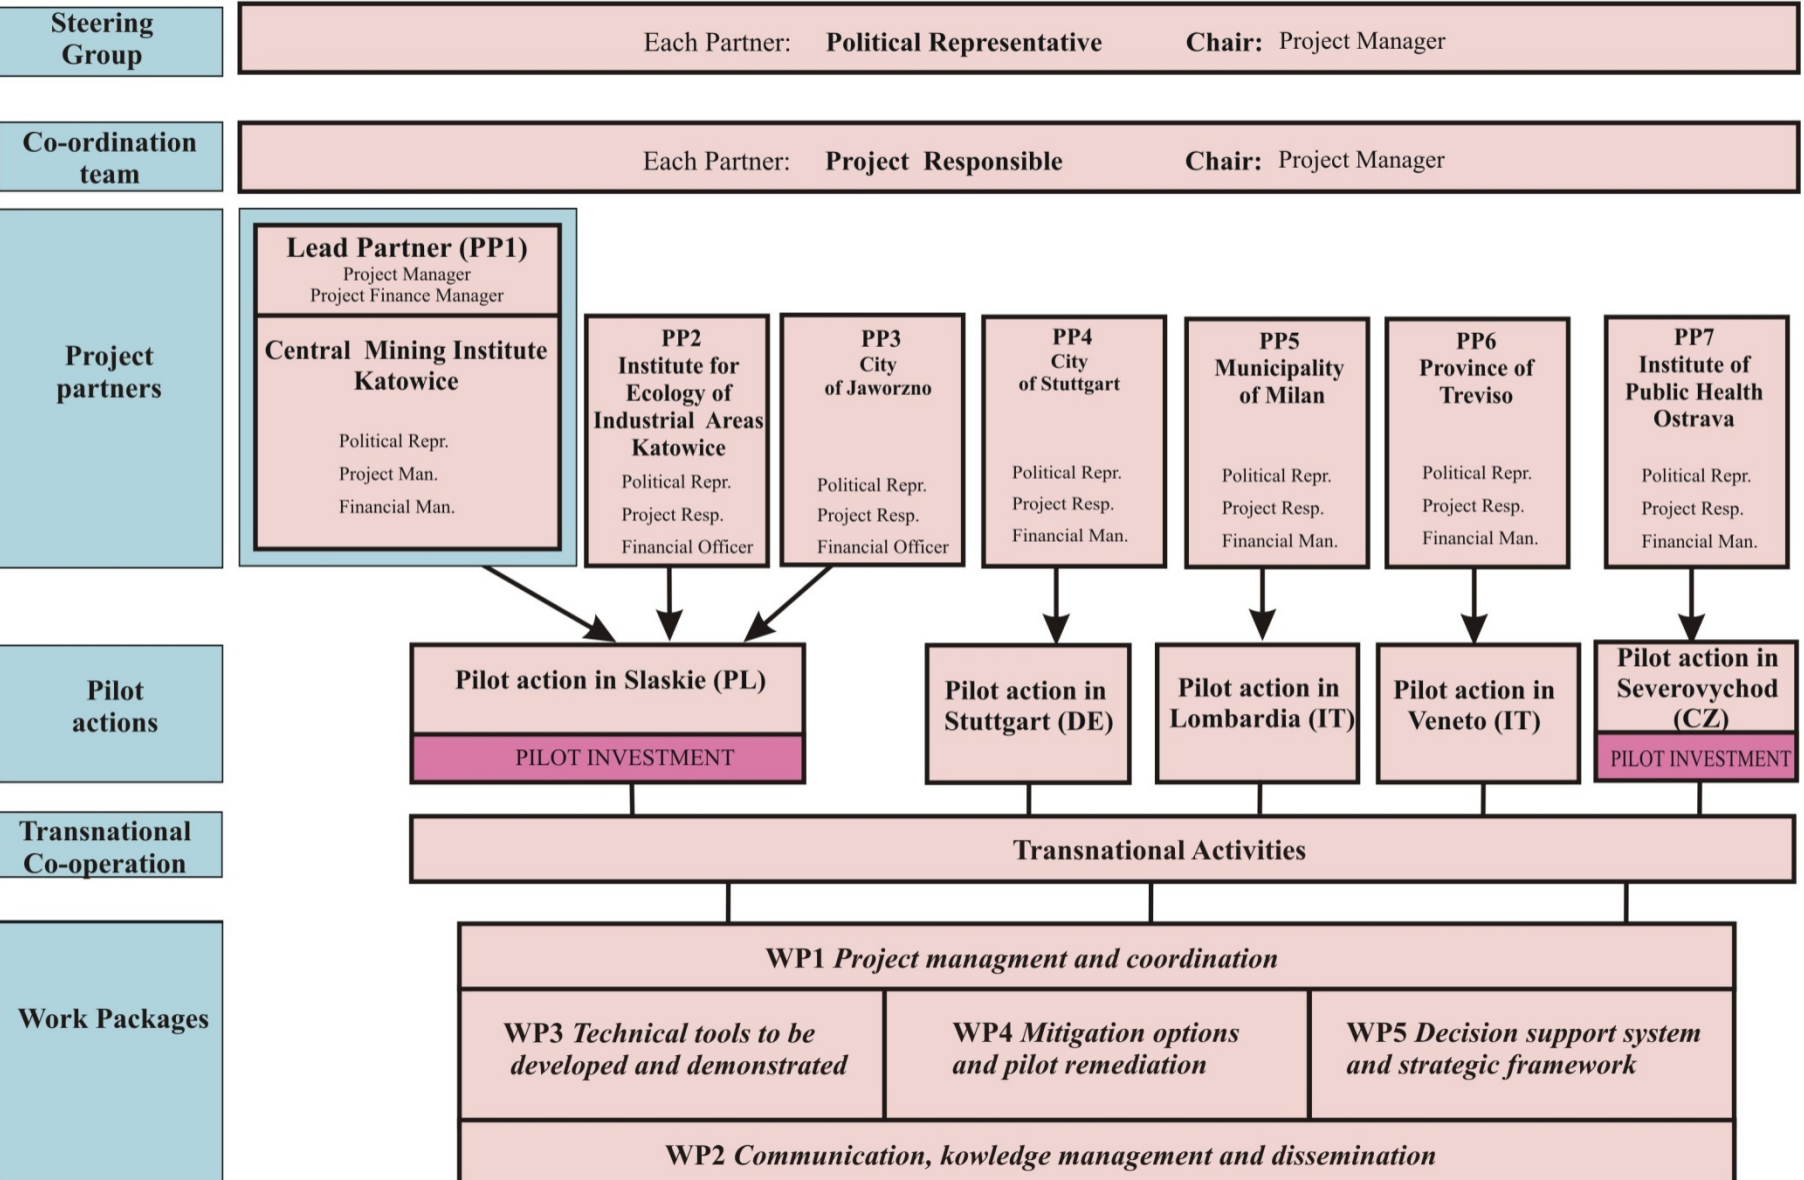 Steering
Group
Each Partner: Political Representative Chair: Project Manager
Co-ordination
team
Each Partner: Project Responsible Chair: Project Manager
Project
partners
Lead Partner (PP1)
Project Manager
Project Finance Manager
Central Mining Institute
Katowice
Political Repr.
Project Man.
Financial Man.
PP2
Institute for
Ecology of
Industrial Areas
Katowice
Political Repr.
Project Resp.
Financial Officer
PP3
City
of Jaworzno
Political Repr.
Project Resp.
Financial Officer
PP4
City
of Stuttgart
Political Repr.
Project Resp.
Financial Man.
PP5
Municipality
of Milan
Political Repr.
Project Resp.
Financial Man.
PP6
Province of
Treviso
Political Repr.
Project Resp.
Financial Man.
PP7
Institute of
Public Health
Ostrava
Political Repr.
Project Resp.
Financial Man.
Pilot
actions
Pilot action in Slaskie (PL)
PILOT INVESTMENT
Pilot action in
Stuttgart (DE)
Pilot action in
Lombardia (IT)
Pilot action in
Veneto (IT)
Pilot action in
Severovychod
(CZ)
PILOT INVESTMENT
Transnational
Co-operation
Transnational Activities
Work Packages
WP1 Project managment and coordination
WP3 Technical tools to be
developed and demonstrated
WP4 Mitigation options
and pilot remediation
WP5 Decision support system
and strategic framework
WP2 Communication, kowledge management and dissemination